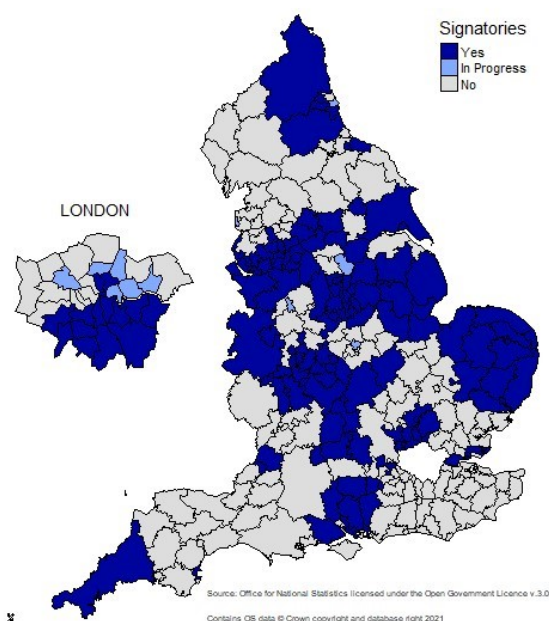 Signatories
Yes
In Progress
No
LONDON
Source: Office for National Statistics licensed under the Open Government Licence v.3.0
Contains OS data © Crown copyright and database right 2021